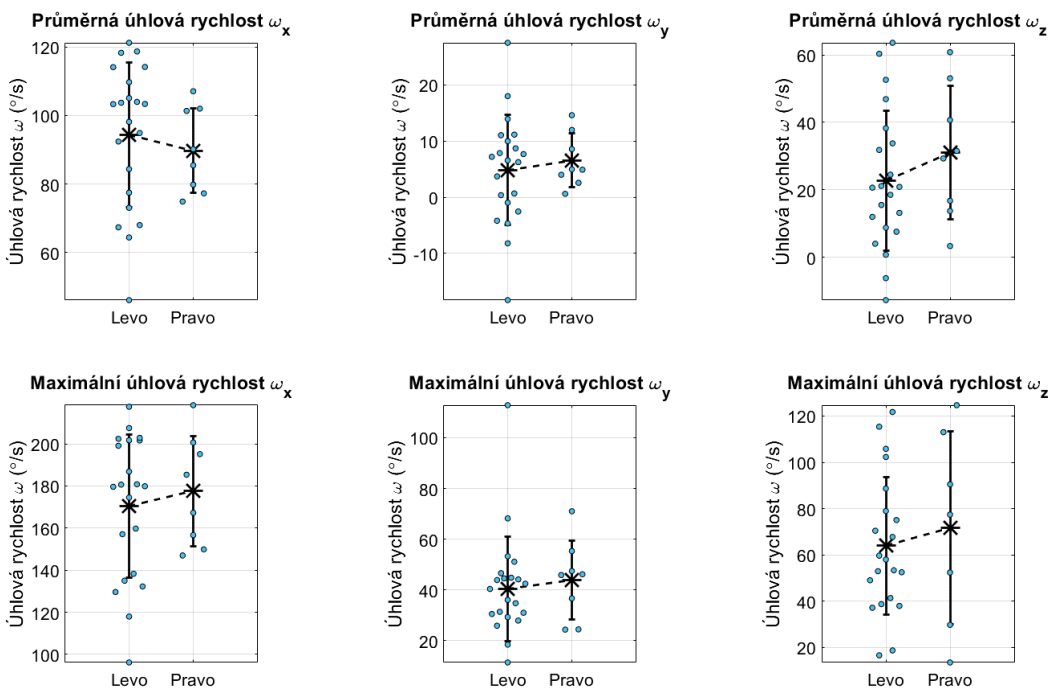 Průměrná úhlová rychlost ωx
Úhlová rychlost ω (°/s)
120
100
80
60
Levo Pravo
Průměrná úhlová rychlost ωy
Úhlová rychlost ω (°/s)
20
10
0
-10
Levo Pravo
Průměrná úhlová rychlost ωz
Úhlová rychlost ω (°/s)
60
40
20
0
Levo Pravo
Maximální úhlová rychlost ωx
Úhlová rychlost ω (°/s)
200
180
160
140
120
100
Levo Pravo
Maximální úhlová rychlost ωy
Úhlová rychlost ω (°/s)
100
80
60
40
20
Levo Pravo
Maximální úhlová rychlost ωz
Úhlová rychlost ω (°/s)
120
100
80
60
40
20
Levo Pravo